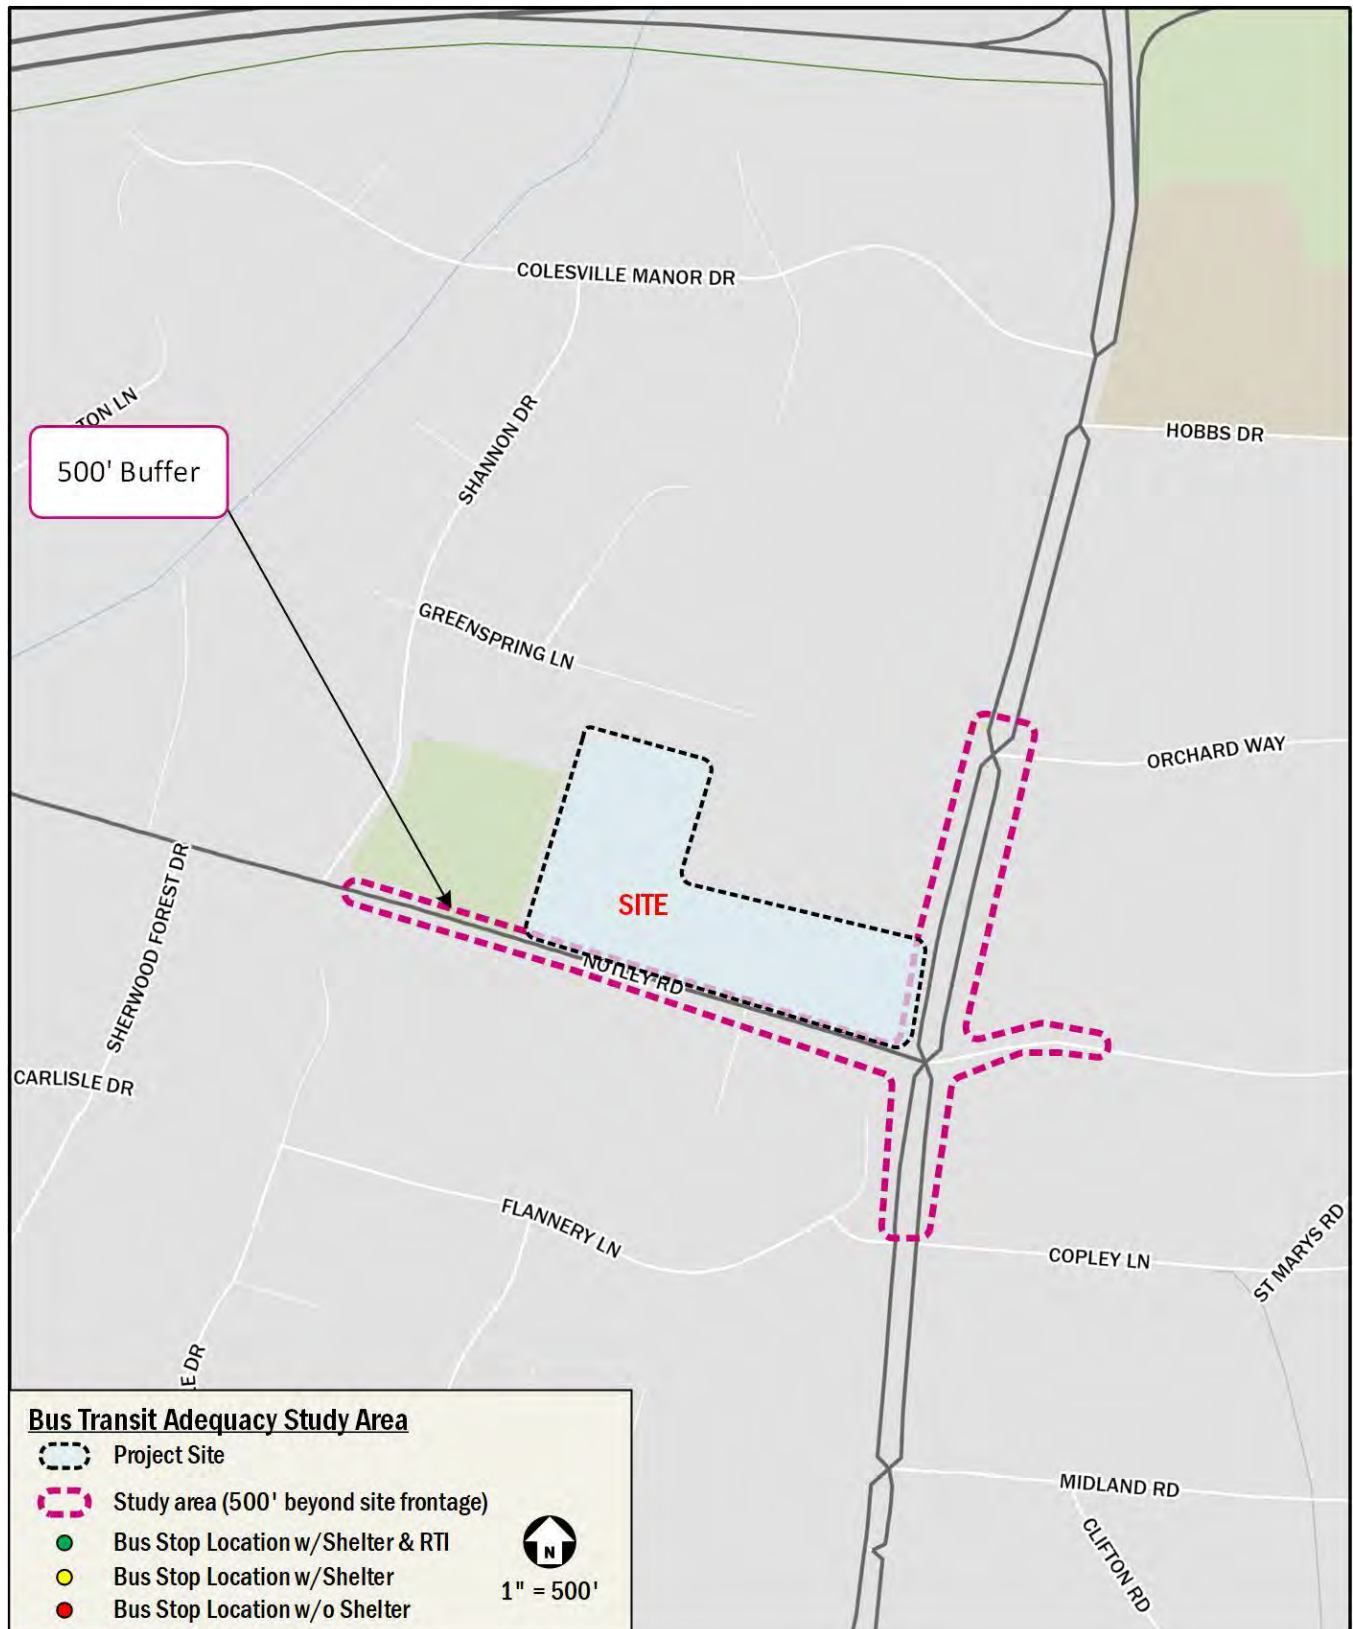 COLESVILLE MANOR DR
TON LN
SHANNON DR
HOBBS DR
500' Buffer
GREENSPRING LN
ORCHARD WAY
SHERWOOD FOREST DR
SITE
NOTLEY RD
CARLISLE DR
FLANNERY LN
COPLEY LN
ST MARYS RD
LE DR
MIDLAND RD
CLIFTON RD
Bus Transit Adequacy Study Area
Project Site
Study area (500' beyond site frontage)
Bus Stop Location w/Shelter & RTI
Bus Stop Location w/Shelter
Bus Stop Location w/o Shelter
N
1" = 500'